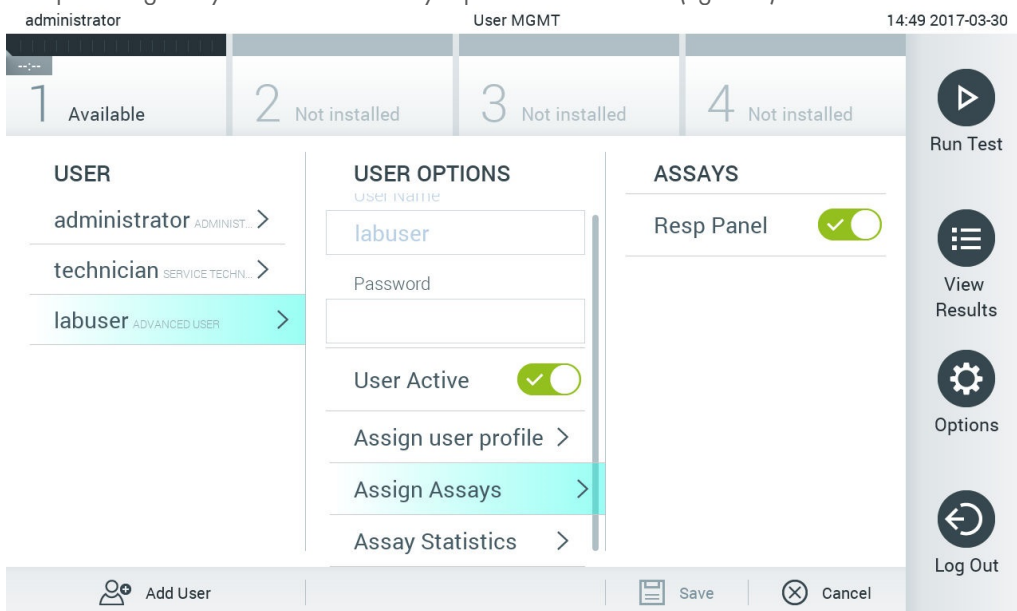 administrator User MGMT 14:49 2017-03-30
--:--
1 Available 2 Not installed 3 Not installed 4 Not installed
Run Test
USER
administrator ADMINIST...
technician SERVICE TECHN...
labuser ADVANCED USER
USER OPTIONS
User Name
labuser
Password
User Active
Assign user profile
Assign Assays
Assay Statistics
ASSAYS
Resp Panel
View
Results
Options
Log Out
Add User Save Cancel